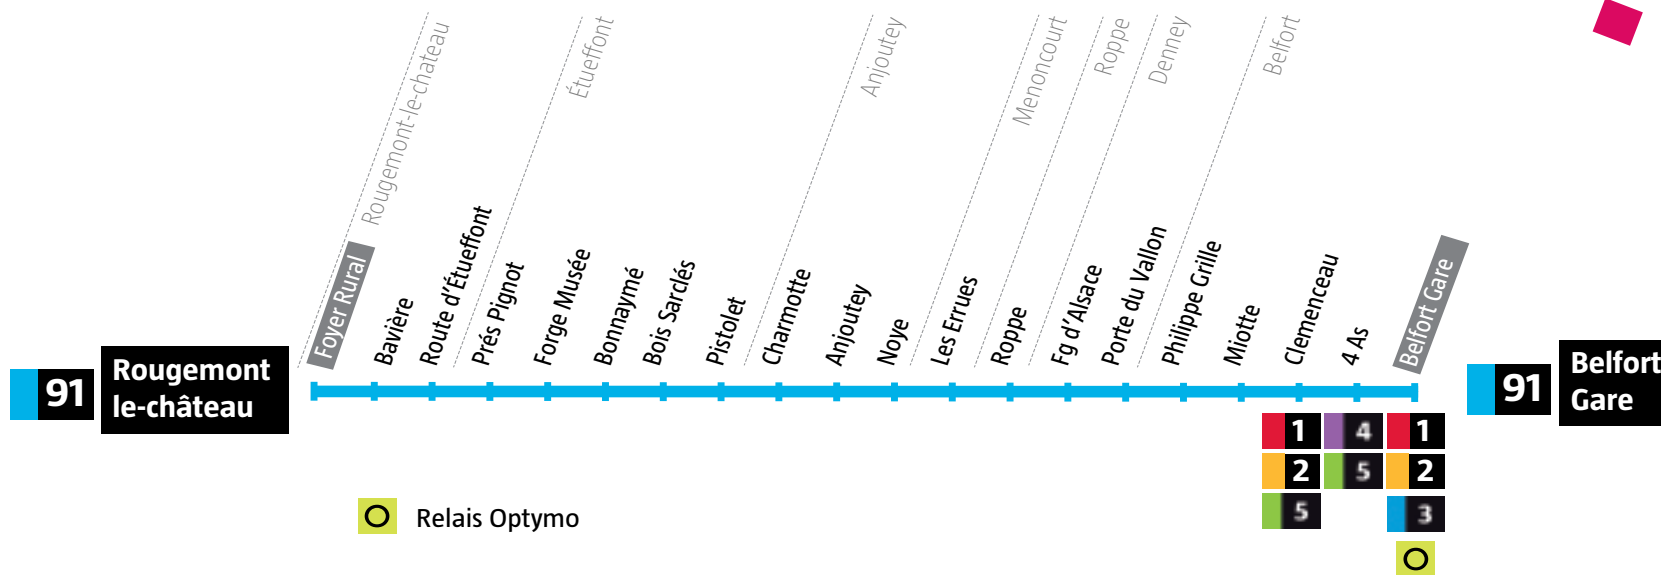 Rougemont-le-chateau
Étueffont
Anjoutey
Menoncourt
Roppe
Denney
Belfort
Foyer Rural
Bavière
Route d'Étueffont
Prés Pignot
Forge Musée
Bonnaymé
Bois Sarclés
Pistolet
Charmotte
Anjoutey
Noye
Les Errues
Roppe
Fg d'Alsace
Porte du Vallon
Philippe Grille
Miotte
Clemenceau
4 As
Belfort Gare
91
Rougemont
le-château
91
Belfort
Gare
1 4 1
2 5 2
5 3
Relais Optymo